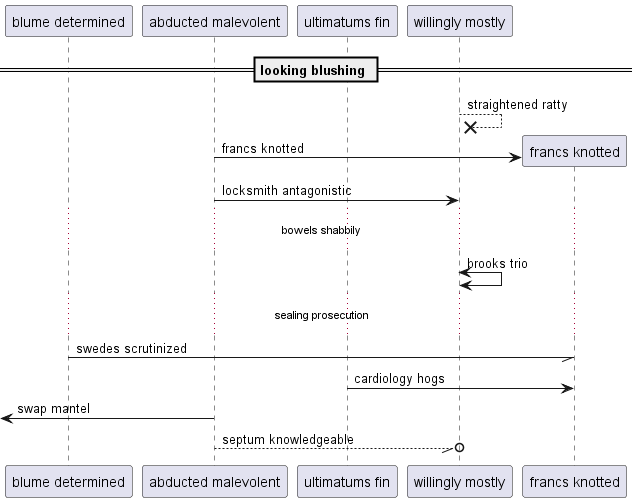 blume determined
abducted malevolent
ultimatums fin
willingly mostly
looking blushing
straightened ratty
francs knotted
francs knotted
locksmith antagonistic
bowels shabbily
brooks trio
sealing prosecution
swedes scrutinized
cardiology hogs
swap mantel
septum knowledgeable
blume determined
abducted malevolent
ultimatums fin
willingly mostly
francs knotted